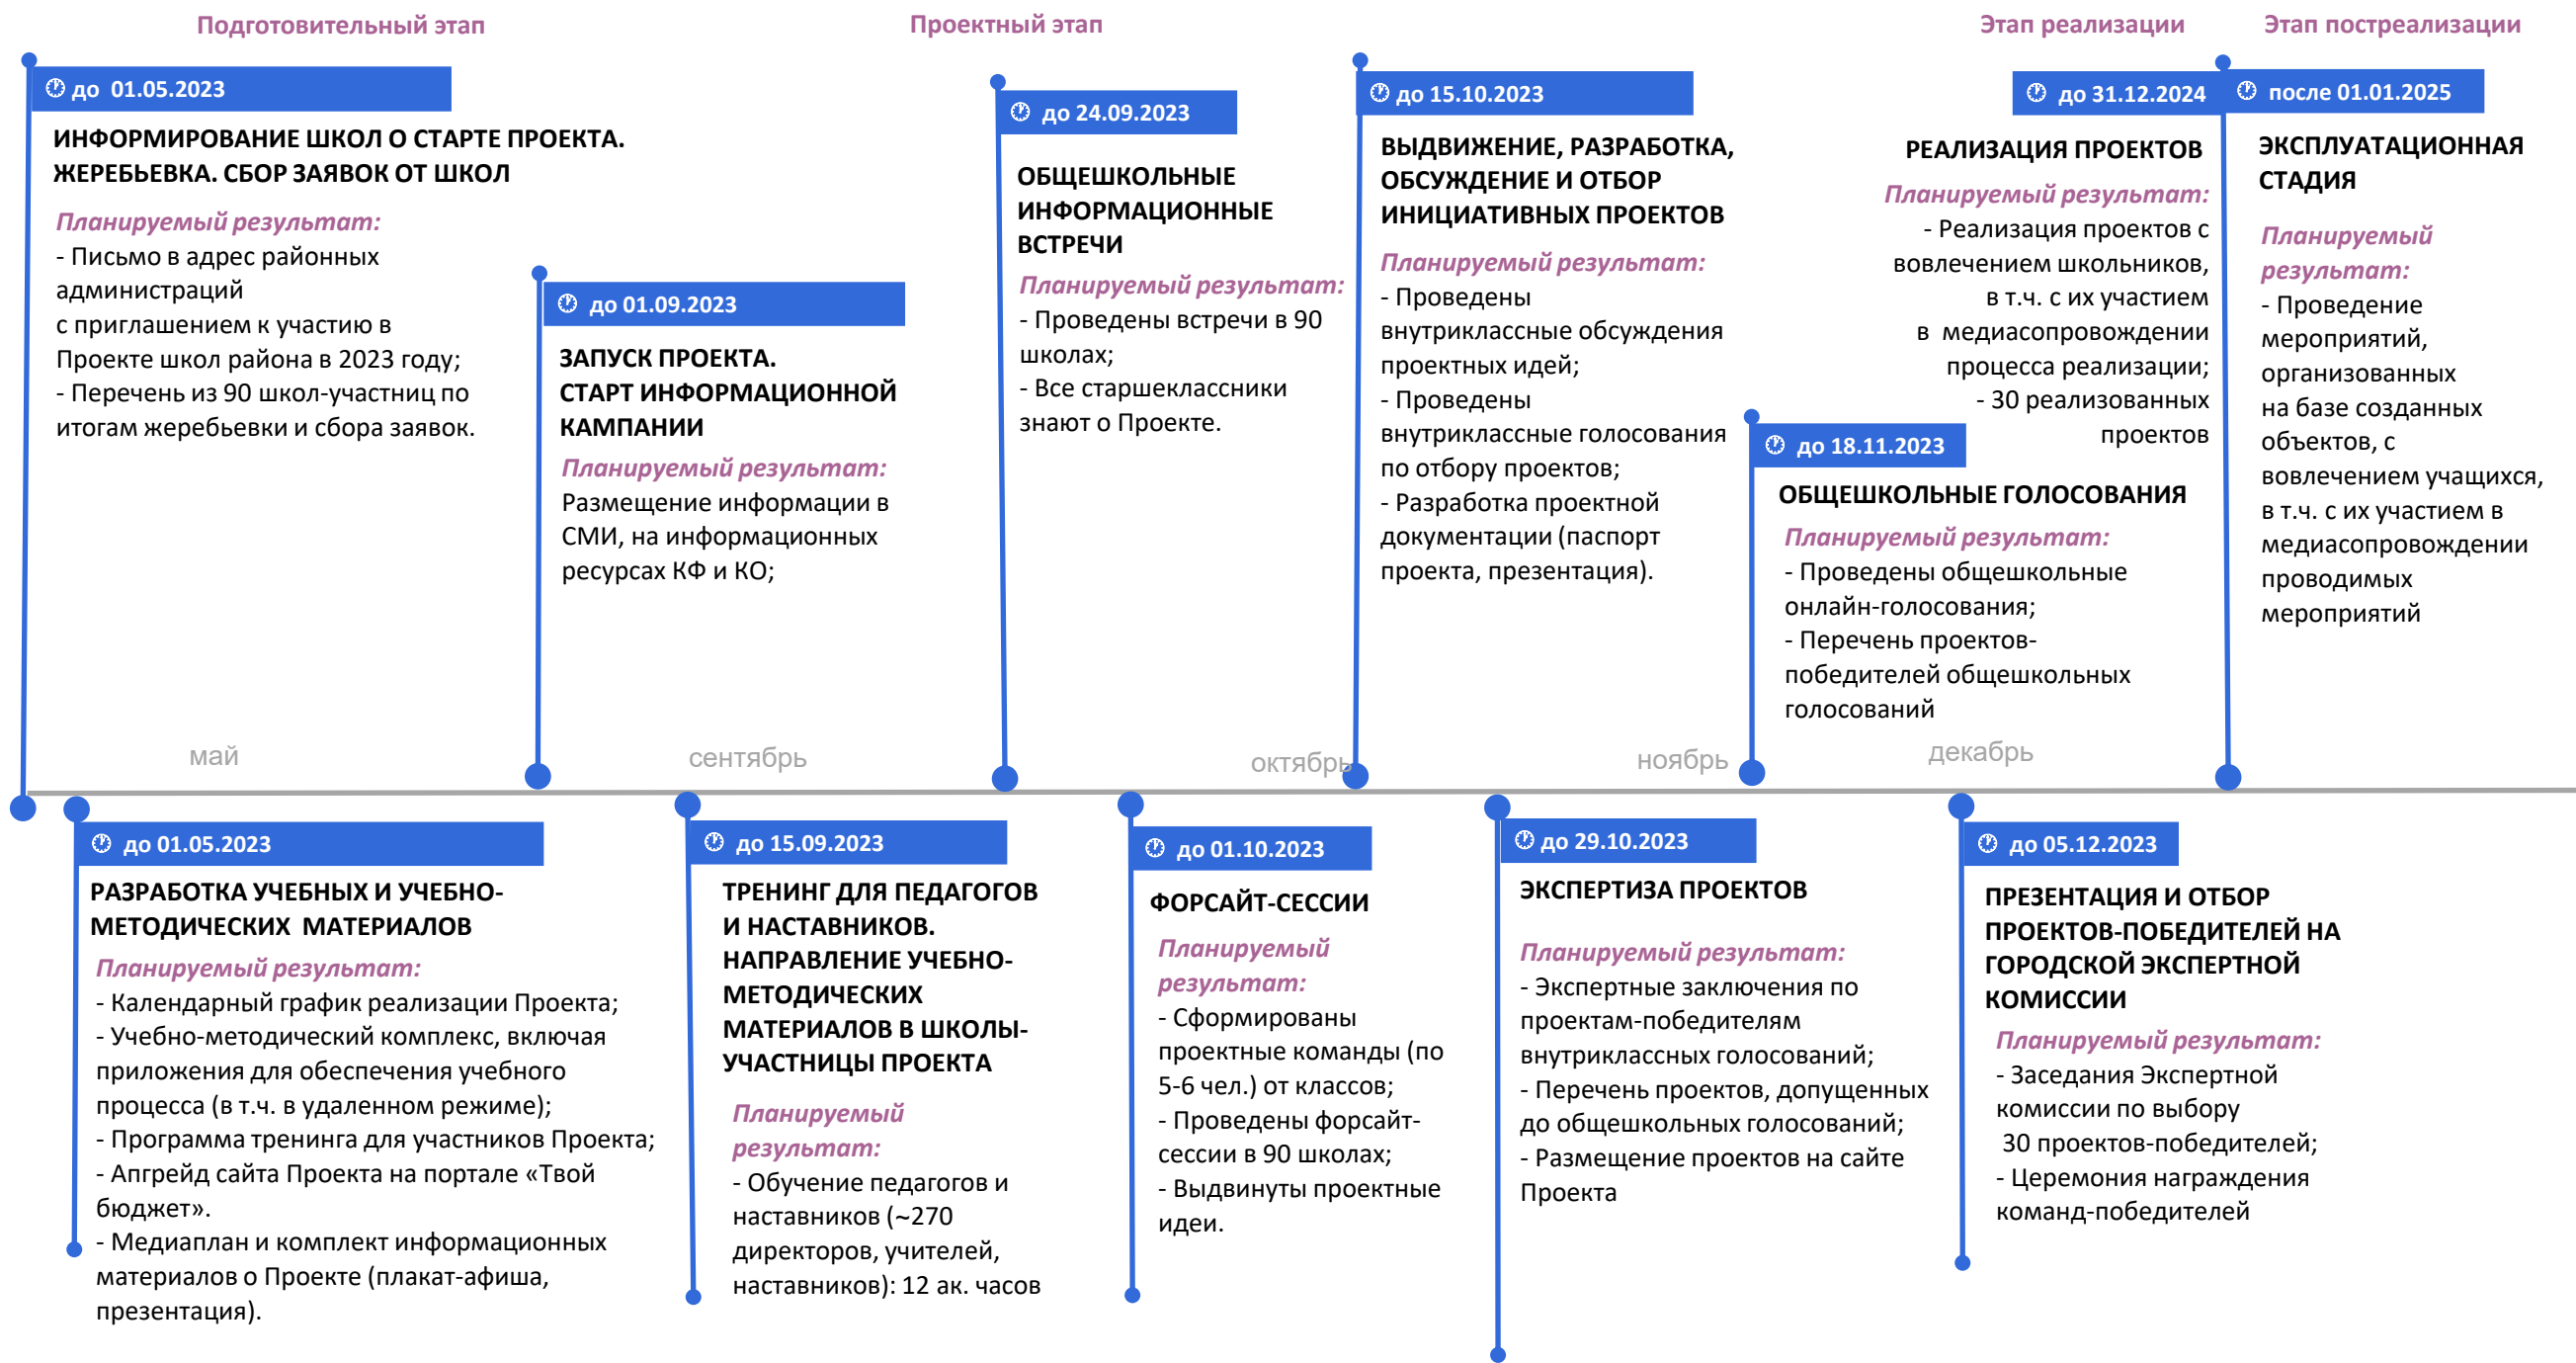 Подготовительный этап
Проектный этап
Этап реализации
Этап постреализации
до 01.05.2023
ИНФОРМИРОВАНИЕ ШКОЛ О СТАРТЕ ПРОЕКТА.
ЖЕРЕБЬЕВКА. СБОР ЗАЯВОК ОТ ШКОЛ
Планируемый результат:
- Письмо в адрес районных
администраций
с приглашением к участию в
Проекте школ района в 2023 году;
- Перечень из 90 школ-участниц по
итогам жеребьевки и сбора заявок.
до 01.09.2023
ЗАПУСК ПРОЕКТА.
СТАРТ ИНФОРМАЦИОННОЙ
КАМПАНИИ
Планируемый результат:
Размещение информации в
СМИ, на информационных
ресурсах КФ и КО;
до 24.09.2023
ОБЩЕШКОЛЬНЫЕ
ИНФОРМАЦИОННЫЕ
ВСТРЕЧИ
Планируемый результат:
- Проведены встречи в 90
школах;
- Все старшеклассники
знают о Проекте.
до 15.10.2023
ВЫДВИЖЕНИЕ, РАЗРАБОТКА,
ОБСУЖДЕНИЕ И ОТБОР
ИНИЦИАТИВНЫХ ПРОЕКТОВ
Планируемый результат:
- Проведены
внутриклассные обсуждения
проектных идей;
- Проведены
внутриклассные голосования
по отбору проектов;
- Разработка проектной
документации (паспорт
проекта, презентация).
до 18.11.2023
ОБЩЕШКОЛЬНЫЕ ГОЛОСОВАНИЯ
Планируемый результат:
- Проведены общешкольные
онлайн-голосования;
- Перечень проектов-
победителей общешкольных
голосований
до 31.12.2024
РЕАЛИЗАЦИЯ ПРОЕКТОВ
Планируемый результат:
- Реализация проектов с
вовлечением школьников,
в т.ч. с их участием
в медиасопровождении
процесса реализации;
- 30 реализованных
проектов
после 01.01.2025
ЭКСПЛУАТАЦИОННАЯ
СТАДИЯ
Планируемый
результат:
- Проведение
мероприятий,
организованных
на базе созданных
объектов, с
вовлечением учащихся,
в т.ч. с их участием в
медиасопровождении
проводимых
мероприятий
май
сентябрь
октябрь
ноябрь
декабрь
до 01.05.2023
РАЗРАБОТКА УЧЕБНЫХ И УЧЕБНО-
МЕТОДИЧЕСКИХ МАТЕРИАЛОВ
Планируемый результат:
- Календарный график реализации Проекта;
- Учебно-методический комплекс, включая
приложения для обеспечения учебного
процесса (в т.ч. в удаленном режиме);
- Программа тренинга для участников Проекта;
- Апгрейд сайта Проекта на портале «Твой
бюджет».
- Медиаплан и комплект информационных
материалов о Проекте (плакат-афиша,
презентация).
до 15.09.2023
ТРЕНИНГ ДЛЯ ПЕДАГОГОВ
И НАСТАВНИКОВ.
НАПРАВЛЕНИЕ УЧЕБНО-
МЕТОДИЧЕСКИХ
МАТЕРИАЛОВ В ШКОЛЫ-
УЧАСТНИЦЫ ПРОЕКТА
Планируемый
результат:
- Обучение педагогов и
наставников (~270
директоров, учителей,
наставников): 12 ак. часов
до 01.10.2023
ФОРСАЙТ-СЕССИИ
Планируемый
результат:
- Сформированы
проектные команды (по
5-6 чел.) от классов;
- Проведены форсайт-
сессии в 90 школах;
- Выдвинуты проектные
идеи.
до 29.10.2023
ЭКСПЕРТИЗА ПРОЕКТОВ
Планируемый результат:
- Экспертные заключения по
проектам-победителям
внутриклассных голосований;
- Перечень проектов, допущенных
до общешкольных голосований;
- Размещение проектов на сайте
Проекта
до 05.12.2023
ПРЕЗЕНТАЦИЯ И ОТБОР
ПРОЕКТОВ-ПОБЕДИТЕЛЕЙ НА
ГОРОДСКОЙ ЭКСПЕРТНОЙ
КОМИССИИ
Планируемый результат:
- Заседания Экспертной
комиссии по выбору
30 проектов-победителей;
- Церемония награждения
команд-победителей